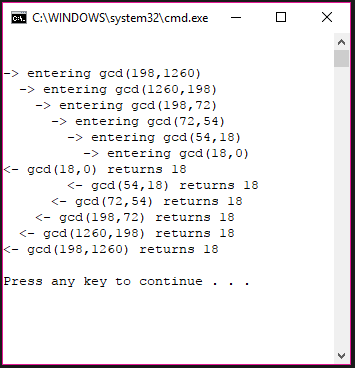 C:\WINDOWS\system32\cmd.exe
-> entering gcd(198,1260)
-> entering gcd(1260,198)
-> entering gcd(198,72)
-> entering gcd(72,54)
-> entering gcd(54,18)
-> entering gcd(18,0)
<- gcd(18,0) returns 18
<- gcd(54,18) returns 18
<- gcd(72,54) returns 18
<- gcd(198,72) returns 18
<- gcd(1260,198) returns 18
<- gcd(198,1260) returns 18
Press any key to continue . . .